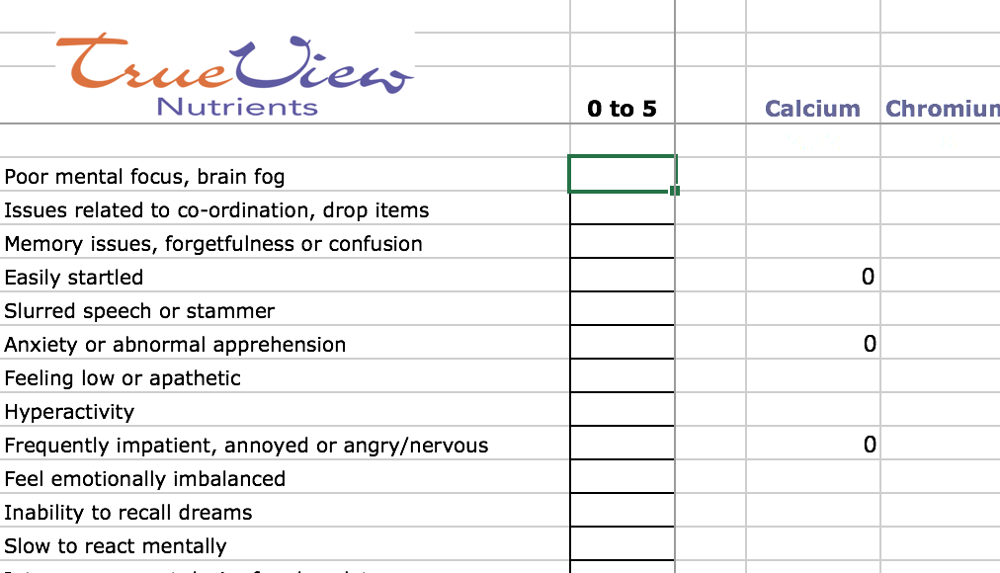 TrueView
Nutrients
0 to 5 Calcium Chromium
Poor mental focus, brain fog
Issues related to co-ordination, drop items
Memory issues, forgetfulness or confusion
Easily startled 0
Slurred speech or stammer
Anxiety or abnormal apprehension 0
Feeling low or apathetic
Hyperactivity
Frequently impatient, annoyed or angry/nervous 0
Feel emotionally imbalanced
Inability to recall dreams
Slow to react mentally